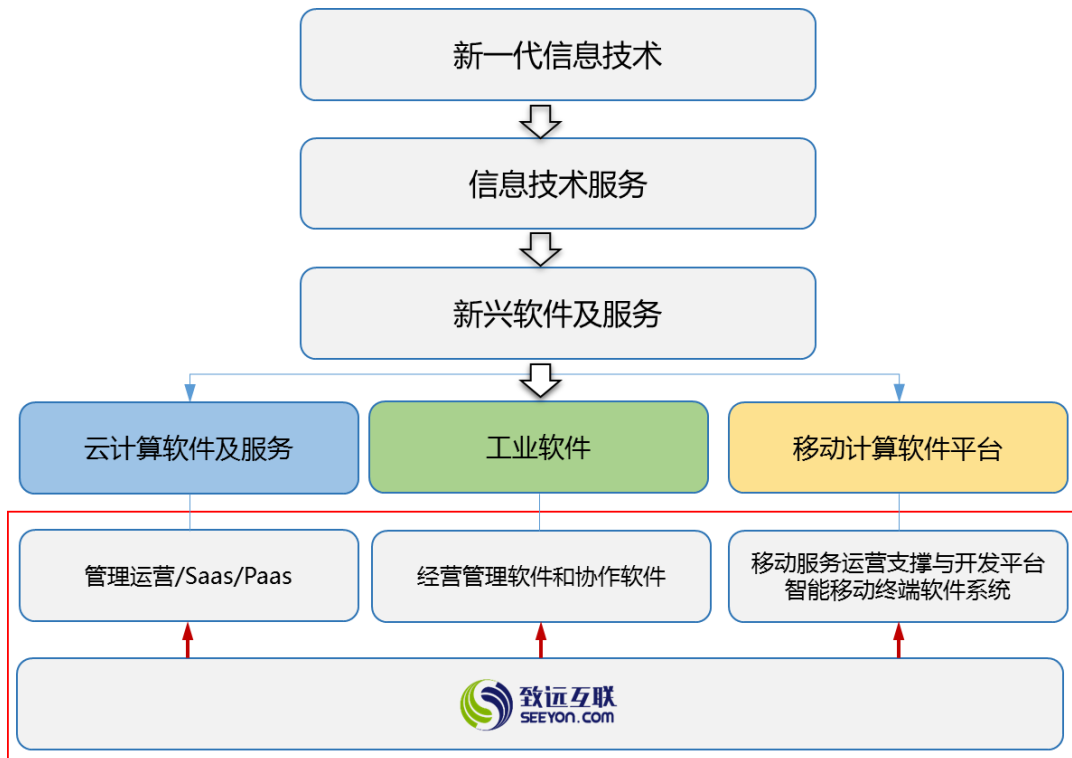 新一代信息技术
信息技术服务
新兴软件及服务
云计算软件及服务
工业软件
移动计算软件平台
管理运营/Saas/Paas
经营管理软件和协作软件
移动服务运营支撑与开发平台
智能移动终端软件系统
致远互联
SEEYON.COM